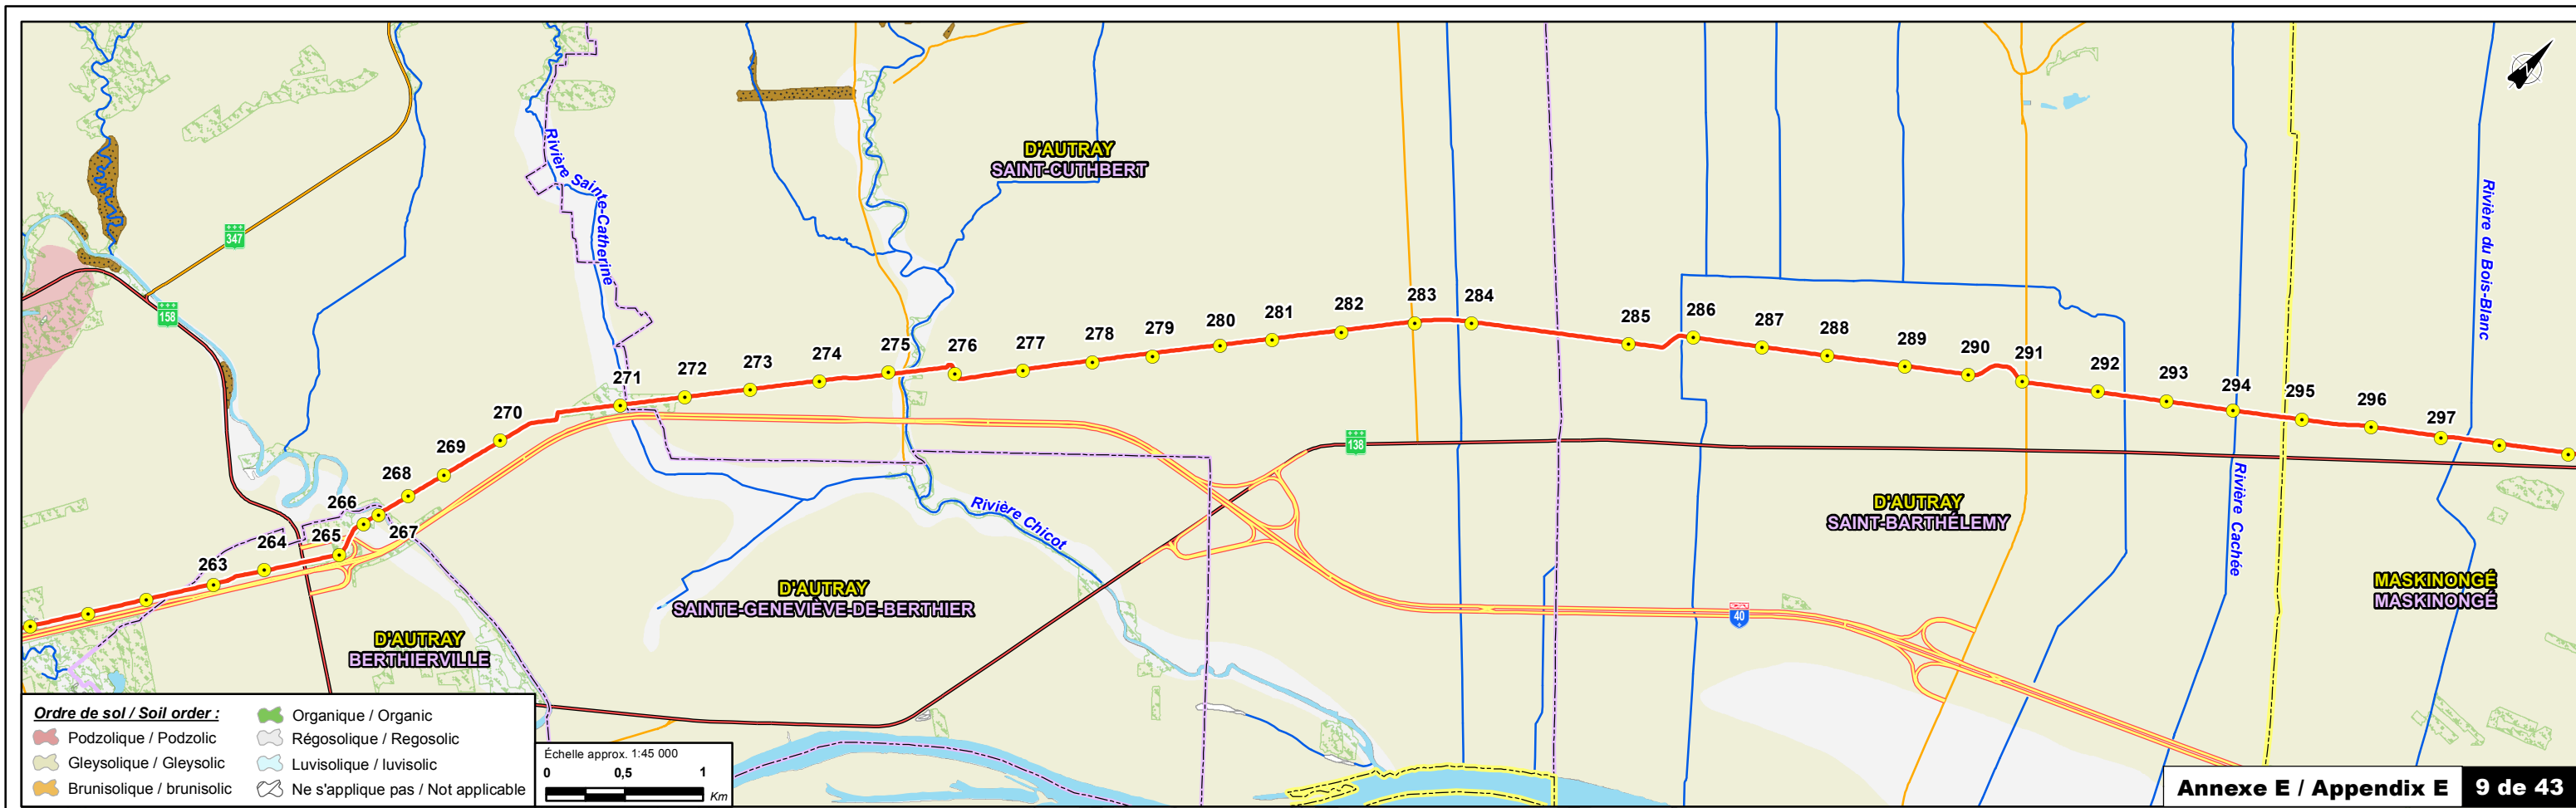 D'AUTRAY
SAINT-CUTHBERT
347
158
Rivière Sainte-Catherine
Rivière du Bois-Blanc
263
264
265
266
267
268
269
270
271
272
273
274
275
276
277
278
279
280
281
282
283
284
285
286
287
288
289
290
291
292
293
294
295
296
297
138
Rivière Chicot
Rivière Cachée
D'AUTRAY
SAINT-BARTHÉLEMY
D'AUTRAY
SAINTE-GENEVIÈVE-DE-BERTHIER
MASKINONGÉ
MASKINONGÉ
40
D'AUTRAY
BERTHIERVILLE
Ordre de sol / Soil order :
Podzolique / Podzolic
Gleysolique / Gleysolic
Brunisolique / brunisolic
Organique / Organic
Régosolique / Regosolic
Luvisolique / luvisolic
Ne s'applique pas / Not applicable
Échelle approx. 1:45 000
0 0,5 1
Km
Annexe E / Appendix E 9 de 43